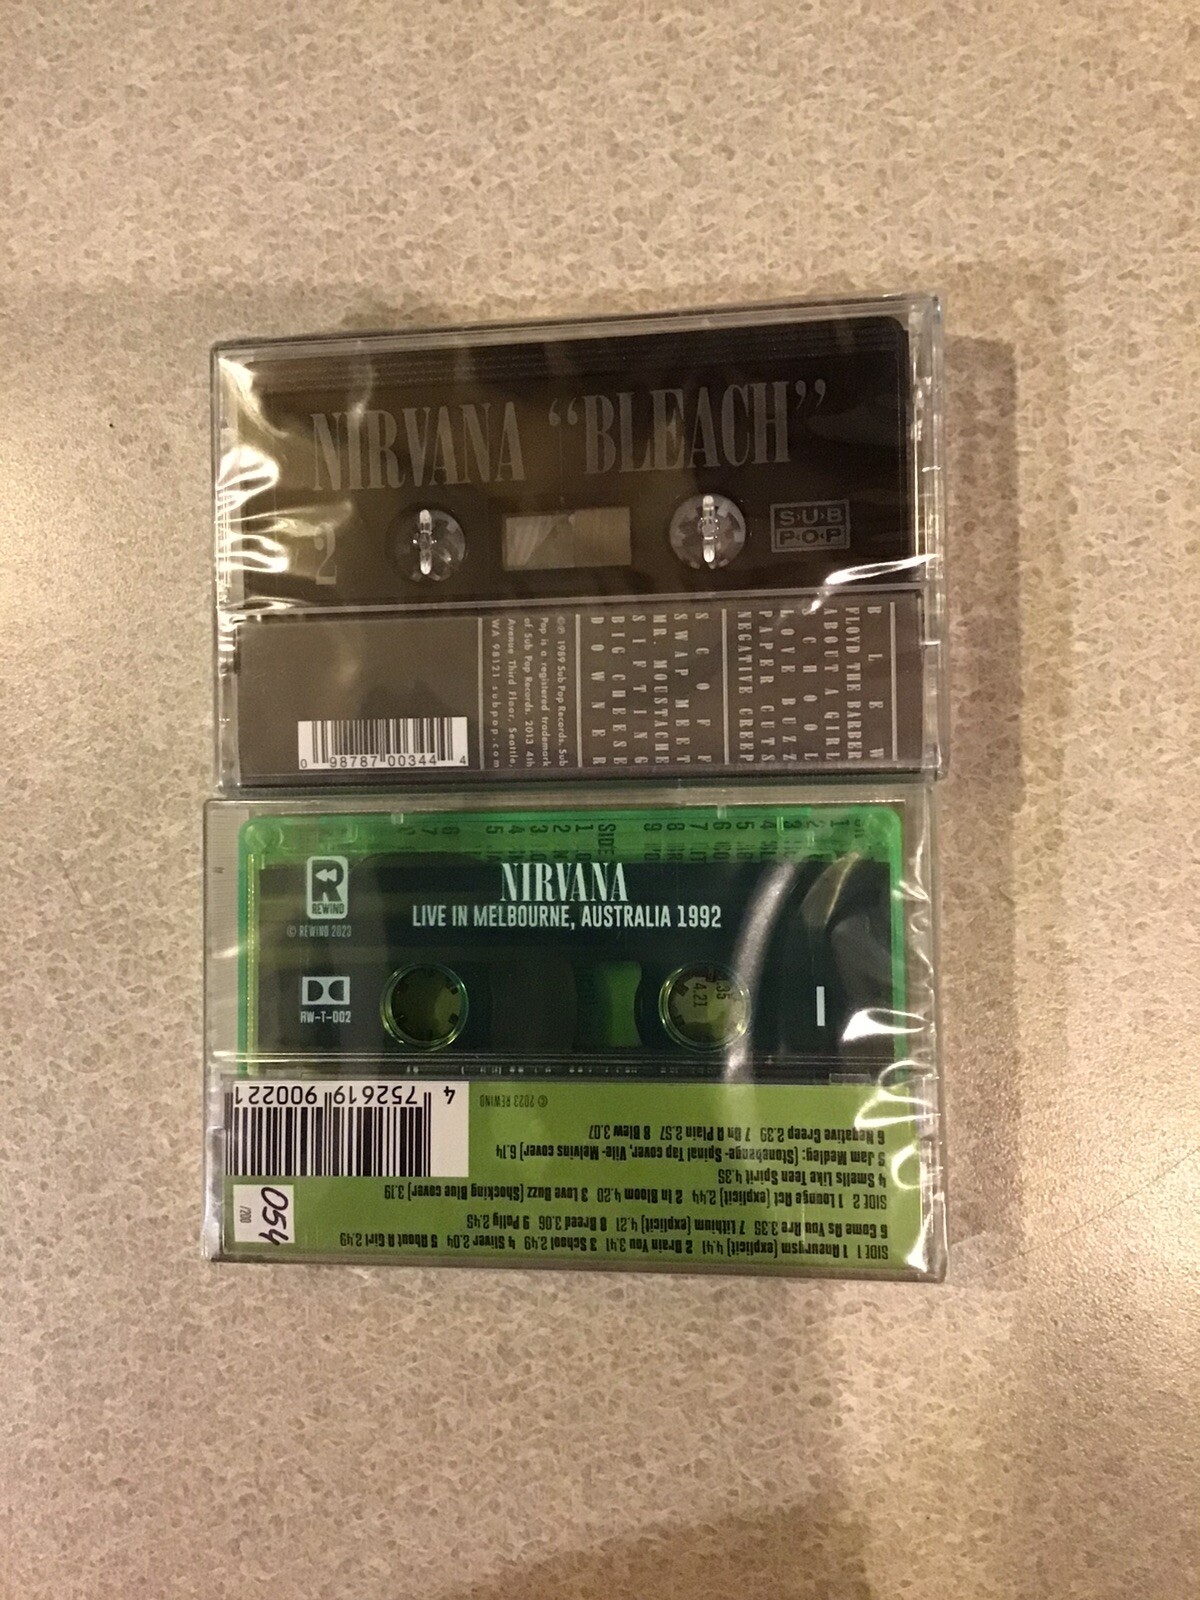 NIRVANA “BLEACH”
2
SUB
POP
BLEW
FLOYD THE BARBER
ABOUT A GIRL
SCHOOL
LOVE BUZZ
PAPER CUTS
NEGATIVE CREEP
SCOFF
SWAP MEET
MR. MOUSTACHE
SIFTING
BIG CHEESE
DOWNER
©℗ 1989 Sub Pop Records. Sub
Pop is a registered trademark
of Sub Pop Records. 2013 4th
Avenue Third Floor, Seattle,
WA 98121 subpop.com
0 98787 00344 4
R
REWIND
© REWIND 2023
NIRVANA
LIVE IN MELBOURNE, AUSTRALIA 1992
RW-T-002
I
4.35
4.21
SIDE 1 1 Aneurysm (explicit) 4.41 2 Drain You 3.41 3 School 2.49 4 Sliver 2.04 5 About A Girl 2.49
6 Come As You Are 3.35 7 Lithium (explicit) 4.21 8 Breed 3.06 9 Polly 2.45
SIDE 2 1 Lounge Act (explicit) 2.44 2 In Bloom 4.20 3 Love Buzz (Shocking Blue cover) 3.19
4 Smells Like Teen Spirit 4.35
5 Jam Medley: (Stonehenge- Spinal Tap cover, Vile- Melvins cover) 6.14
6 Negative Creep 2.39 7 On A Plain 2.57 8 Blew 3.07
© 2023 REWIND
4 752619 900221
054
/200